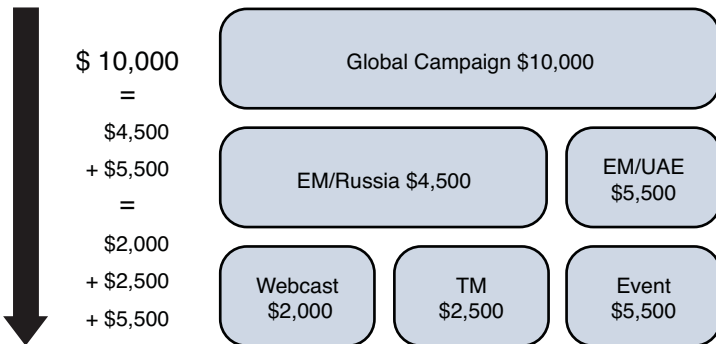 $ 10,000
=
$4,500
+ $5,500
=
$2,000
+ $2,500
+ $5,500
Global Campaign $10,000
EM/Russia $4,500
EM/UAE
$5,500
Webcast
$2,000
TM
$2,500
Event
$5,500